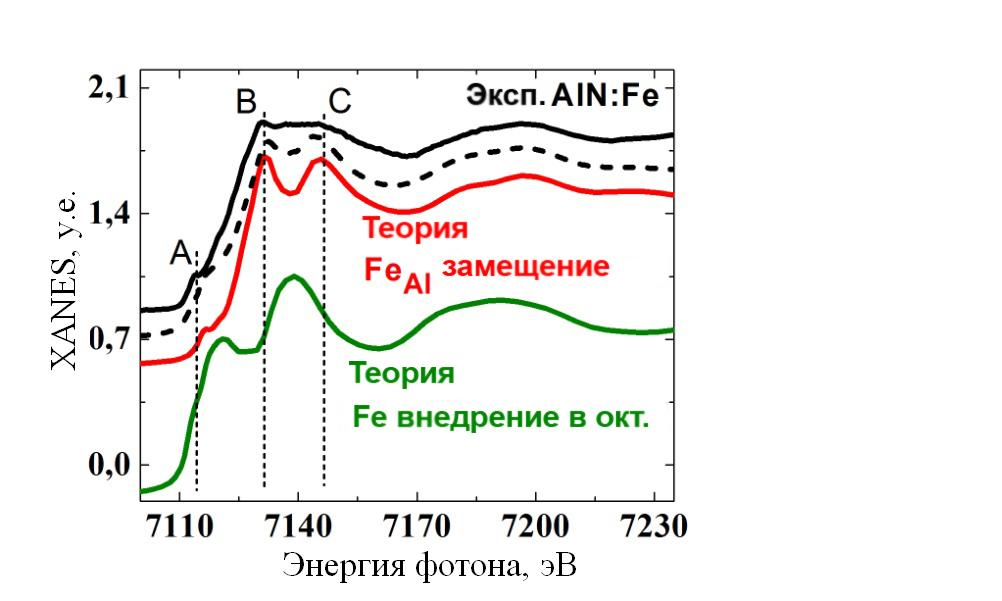 2,1
1,4
0,7
0,0
XANES, у.е.
Эксп. AlN:Fe
A
B
C
Теория
FeAl замещение
Теория
Fe внедрение в окт.
7110 7140 7170 7200 7230
Энергия фотона, эВ